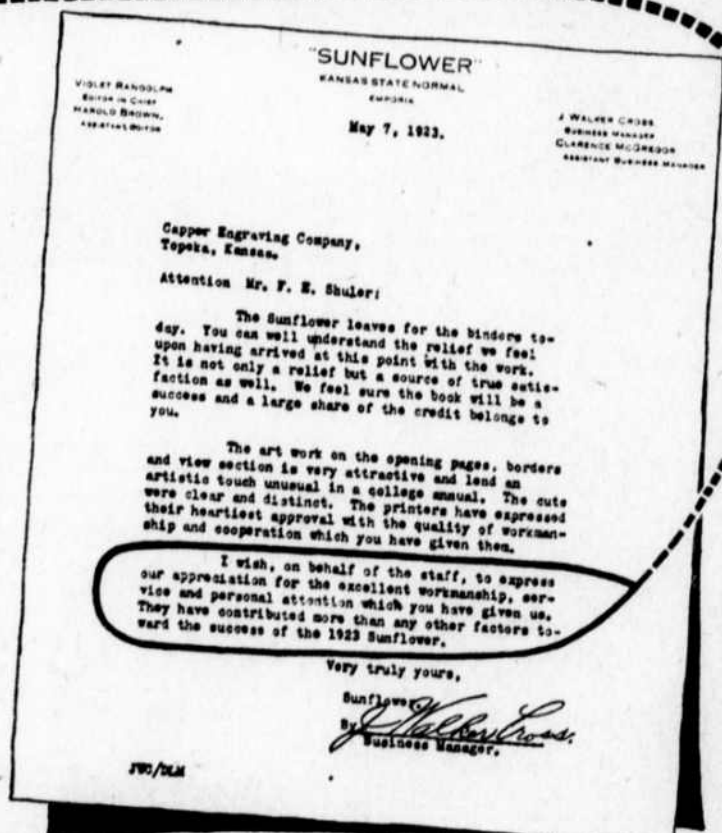 "SUNFLOWER"
KANSAS STATE NORMAL
EMPORIA
VIOLET RANDOLPH
EDITOR IN CHIEF
HAROLD BROWN,
ASSISTANT EDITOR
J WALKER CROSS
BUSINESS MANAGER
CLARENCE MCGREGOR
ASSISTANT BUSINESS MANAGER
May 7, 1923.
Capper Engraving Company,
Topeka, Kansas.
Attention Mr. F. E. Shuler:
The Sunflower leaves for the binders to-
day. You can well understand the relief we feel
upon having arrived at this point with the work.
It is not only a relief but a source of true satis-
faction as well. We feel sure the book will be a
success and a large share of the credit belongs to
you.
The art work on the opening pages, borders
and view section is very attractive and lend an
artistic touch unusual in a college annual. The cuts
were clear and distinct. The printers have expressed
their heartiest approval with the quality of workman-
ship and cooperation which you have given them.
I wish, on behalf of the staff, to express
our appreciation for the excellent workmanship, ser-
vice and personal attention which you have given us.
They have contributed more than any other factors to-
ward the success of the 1923 Sunflower.
Very truly yours,
Sunflower.
By J Walker Cross.
Business Manager.
JWC/DLM